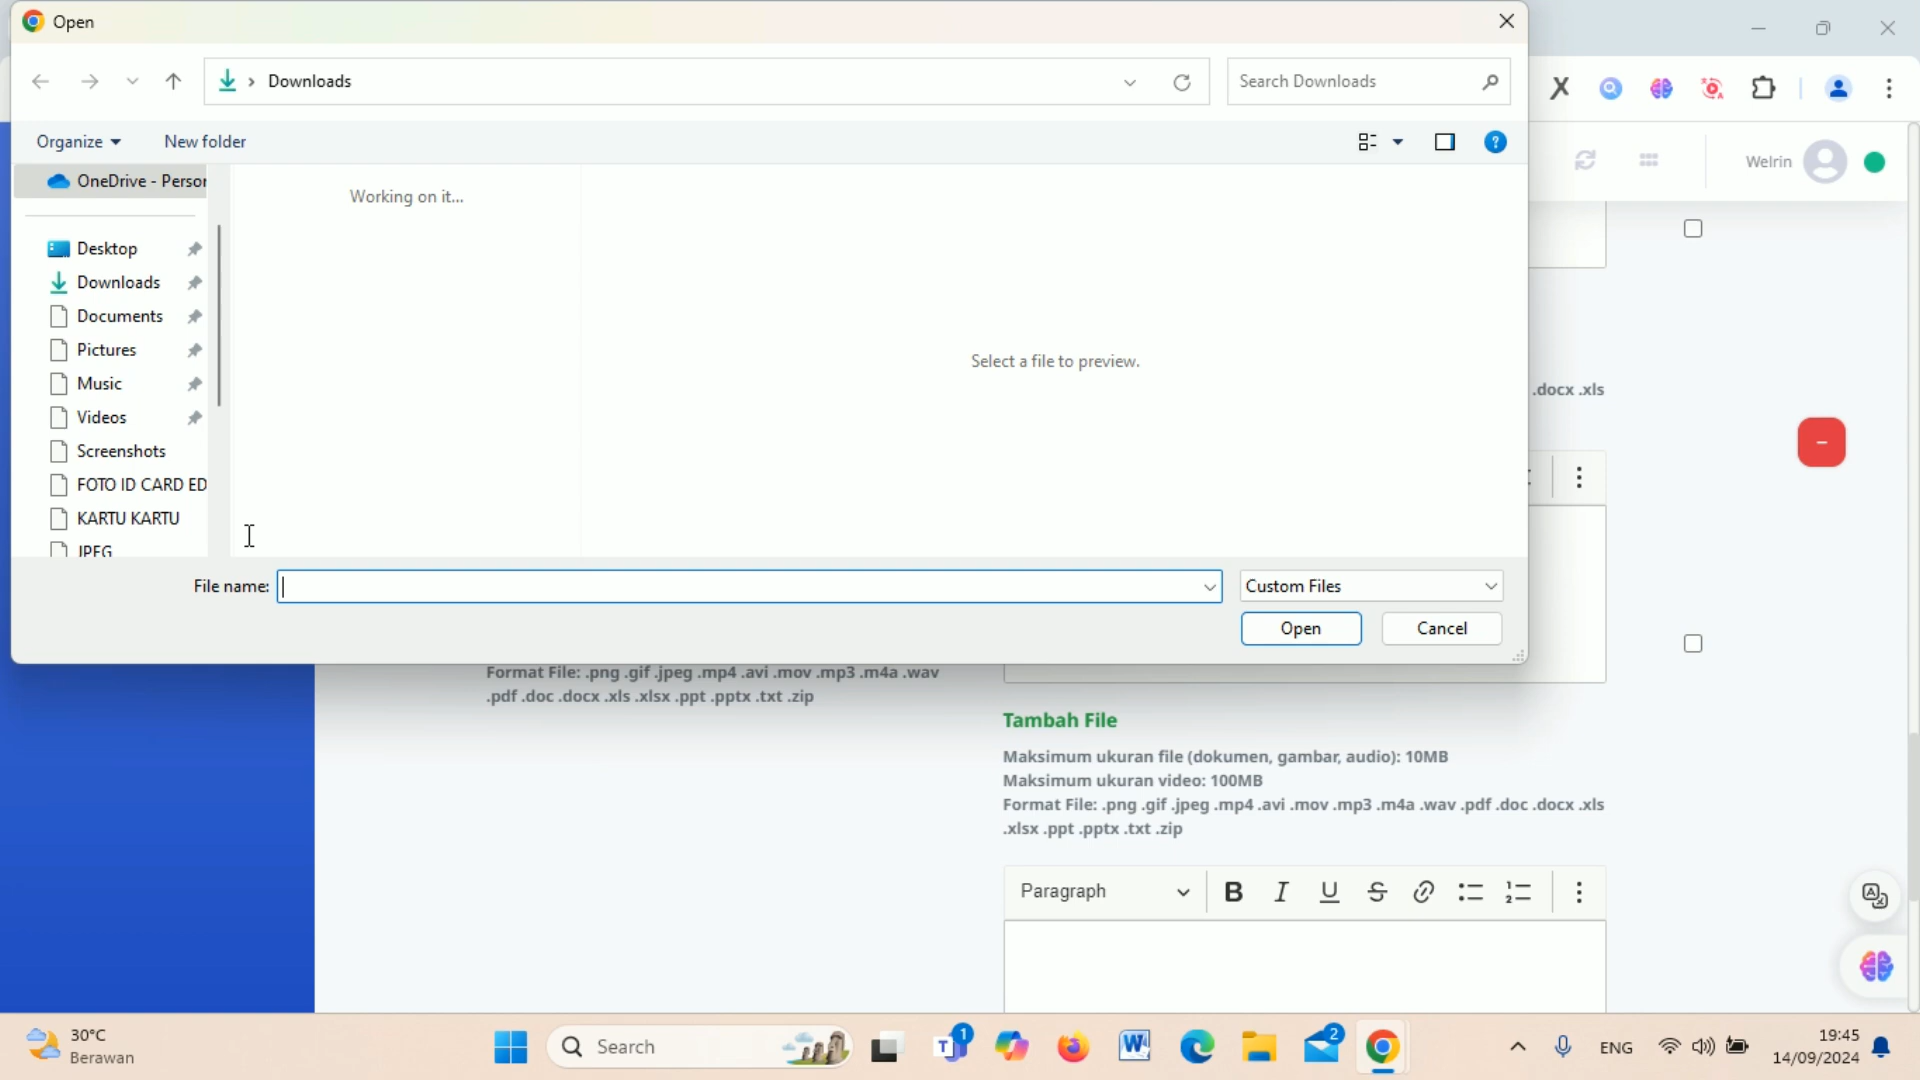 Open
Downloads
Search Downloads
Organize
New folder
Welrin
OneDrive - Persor
Working on it...
Desktop
Downloads
Documents
Pictures
Music
Videos
Screenshots
FOTO ID CARD ED
KARTU KARTU
JPEG
Select a file to preview.
.docx .xls
File name:
Custom Files
Open
Cancel
Format File: .png .gif .jpeg .mp4 .avi .mov .mp3 .m4a .wav
.pdf .doc .docx .xls .xlsx .ppt .pptx .txt .zip
Tambah File
Maksimum ukuran file (dokumen, gambar, audio): 10MB
Maksimum ukuran video: 100MB
Format File: .png .gif .jpeg .mp4 .avi .mov .mp3 .m4a .wav .pdf .doc .docx .xls
.xlsx .ppt .pptx .txt .zip
Paragraph B I U S
30°C
Berawan
Search
1
2
ENG
19:45
14/09/2024